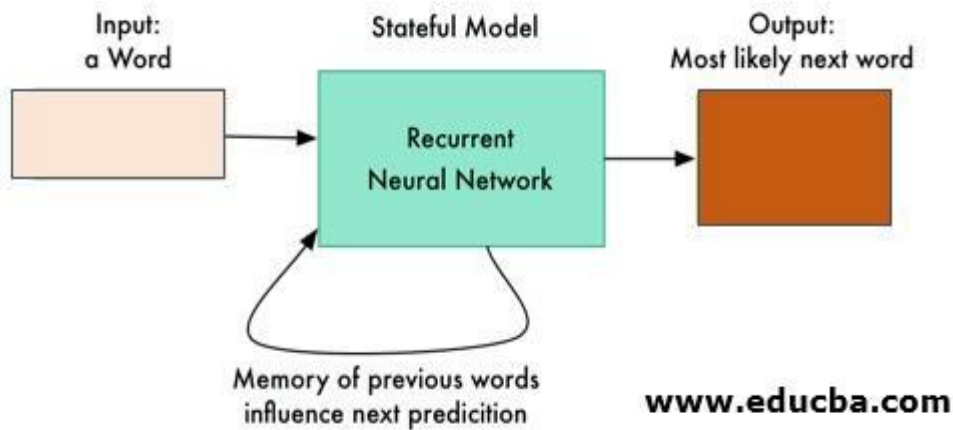 Input:
a Word
Stateful Model
Output:
Most likely next word
Recurrent
Neural Network
Memory of previous words
influence next predicition
www.educba.com